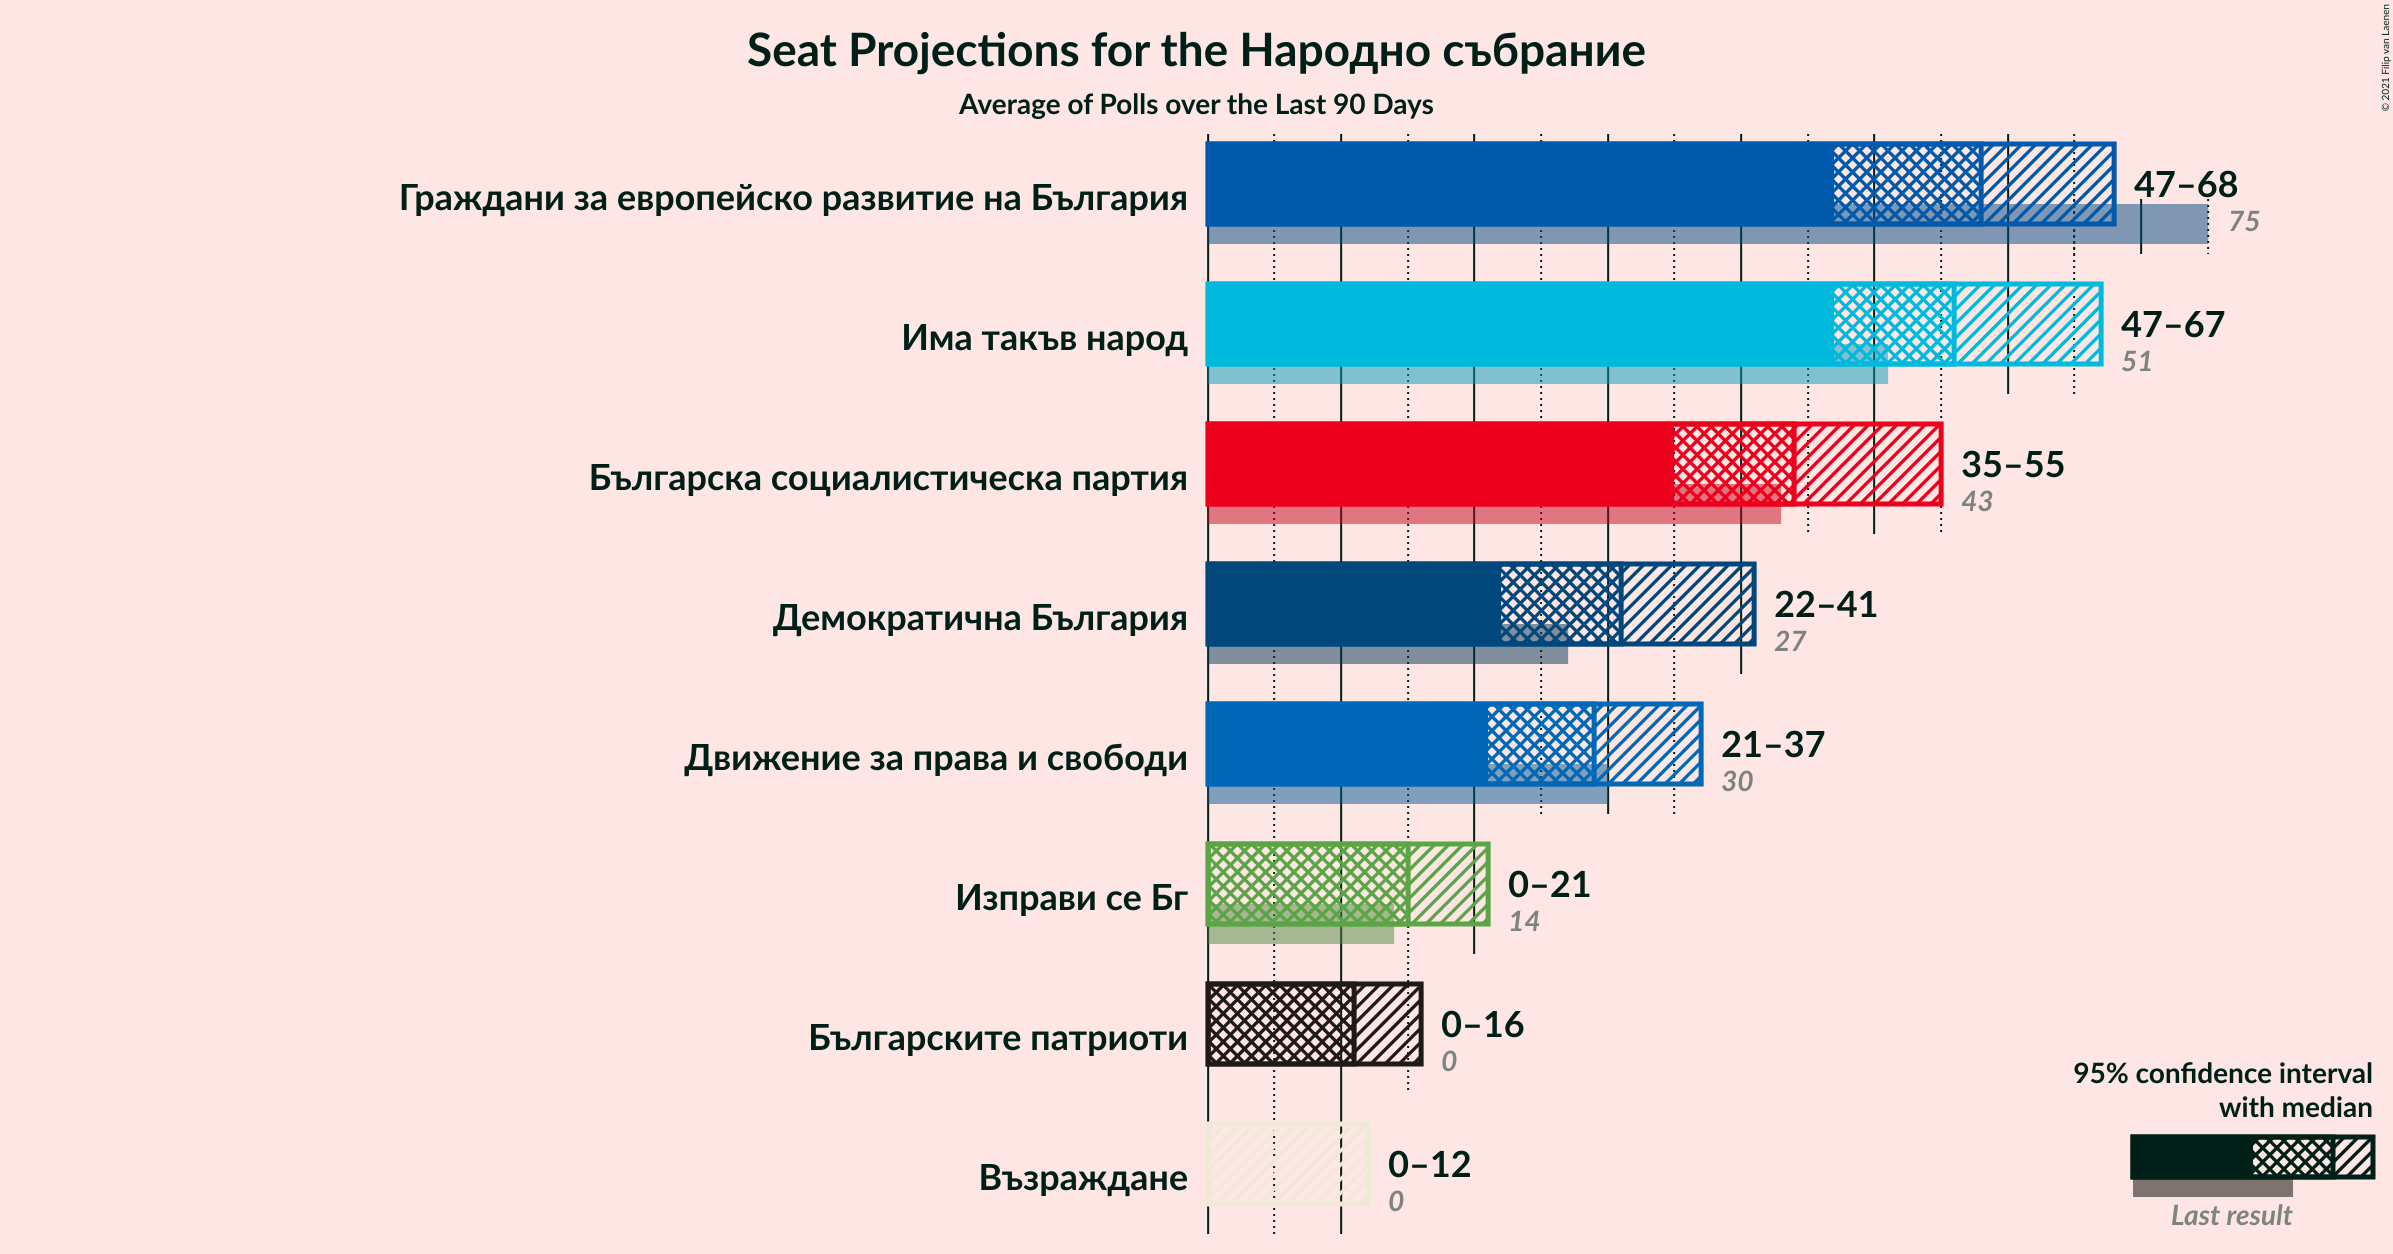 Seat Projections for the Народно събрание
Average of Polls over the Last 90 Days
© 2021 Filip van Laenen
Граждани за европейско развитие на България
47–68
75
Има такъв народ
47–67
51
Българска социалистическа партия
35–55
43
Демократична България
22–41
27
Движение за права и свободи
21–37
30
Изправи се Бг
0–21
14
Българските патриоти
0–16
0
Възраждане
0–12
0
95% confidence interval
with median
Last result